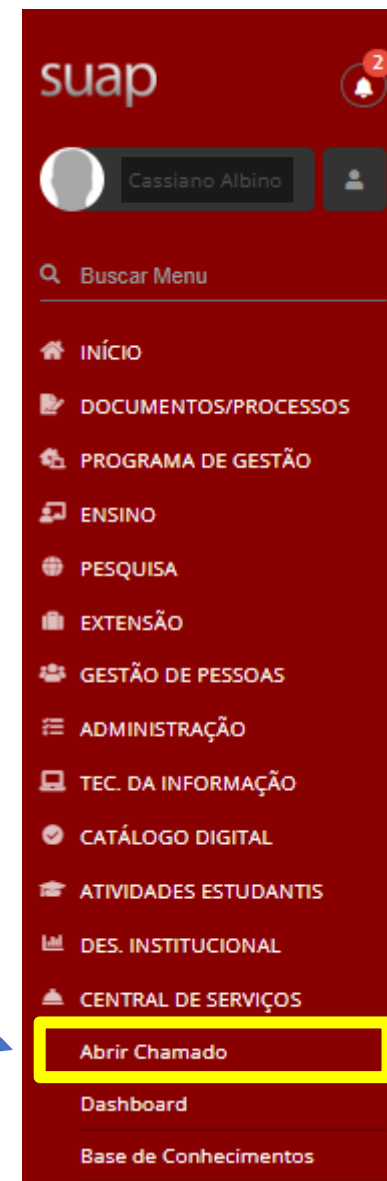 suap
2
Cassiano Albino
Buscar Menu
INÍCIO
DOCUMENTOS/PROCESSOS
PROGRAMA DE GESTÃO
ENSINO
PESQUISA
EXTENSÃO
GESTÃO DE PESSOAS
ADMINISTRAÇÃO
TEC. DA INFORMAÇÃO
CATÁLOGO DIGITAL
ATIVIDADES ESTUDANTIS
DES. INSTITUCIONAL
CENTRAL DE SERVIÇOS
Abrir Chamado
Dashboard
Base de Conhecimentos